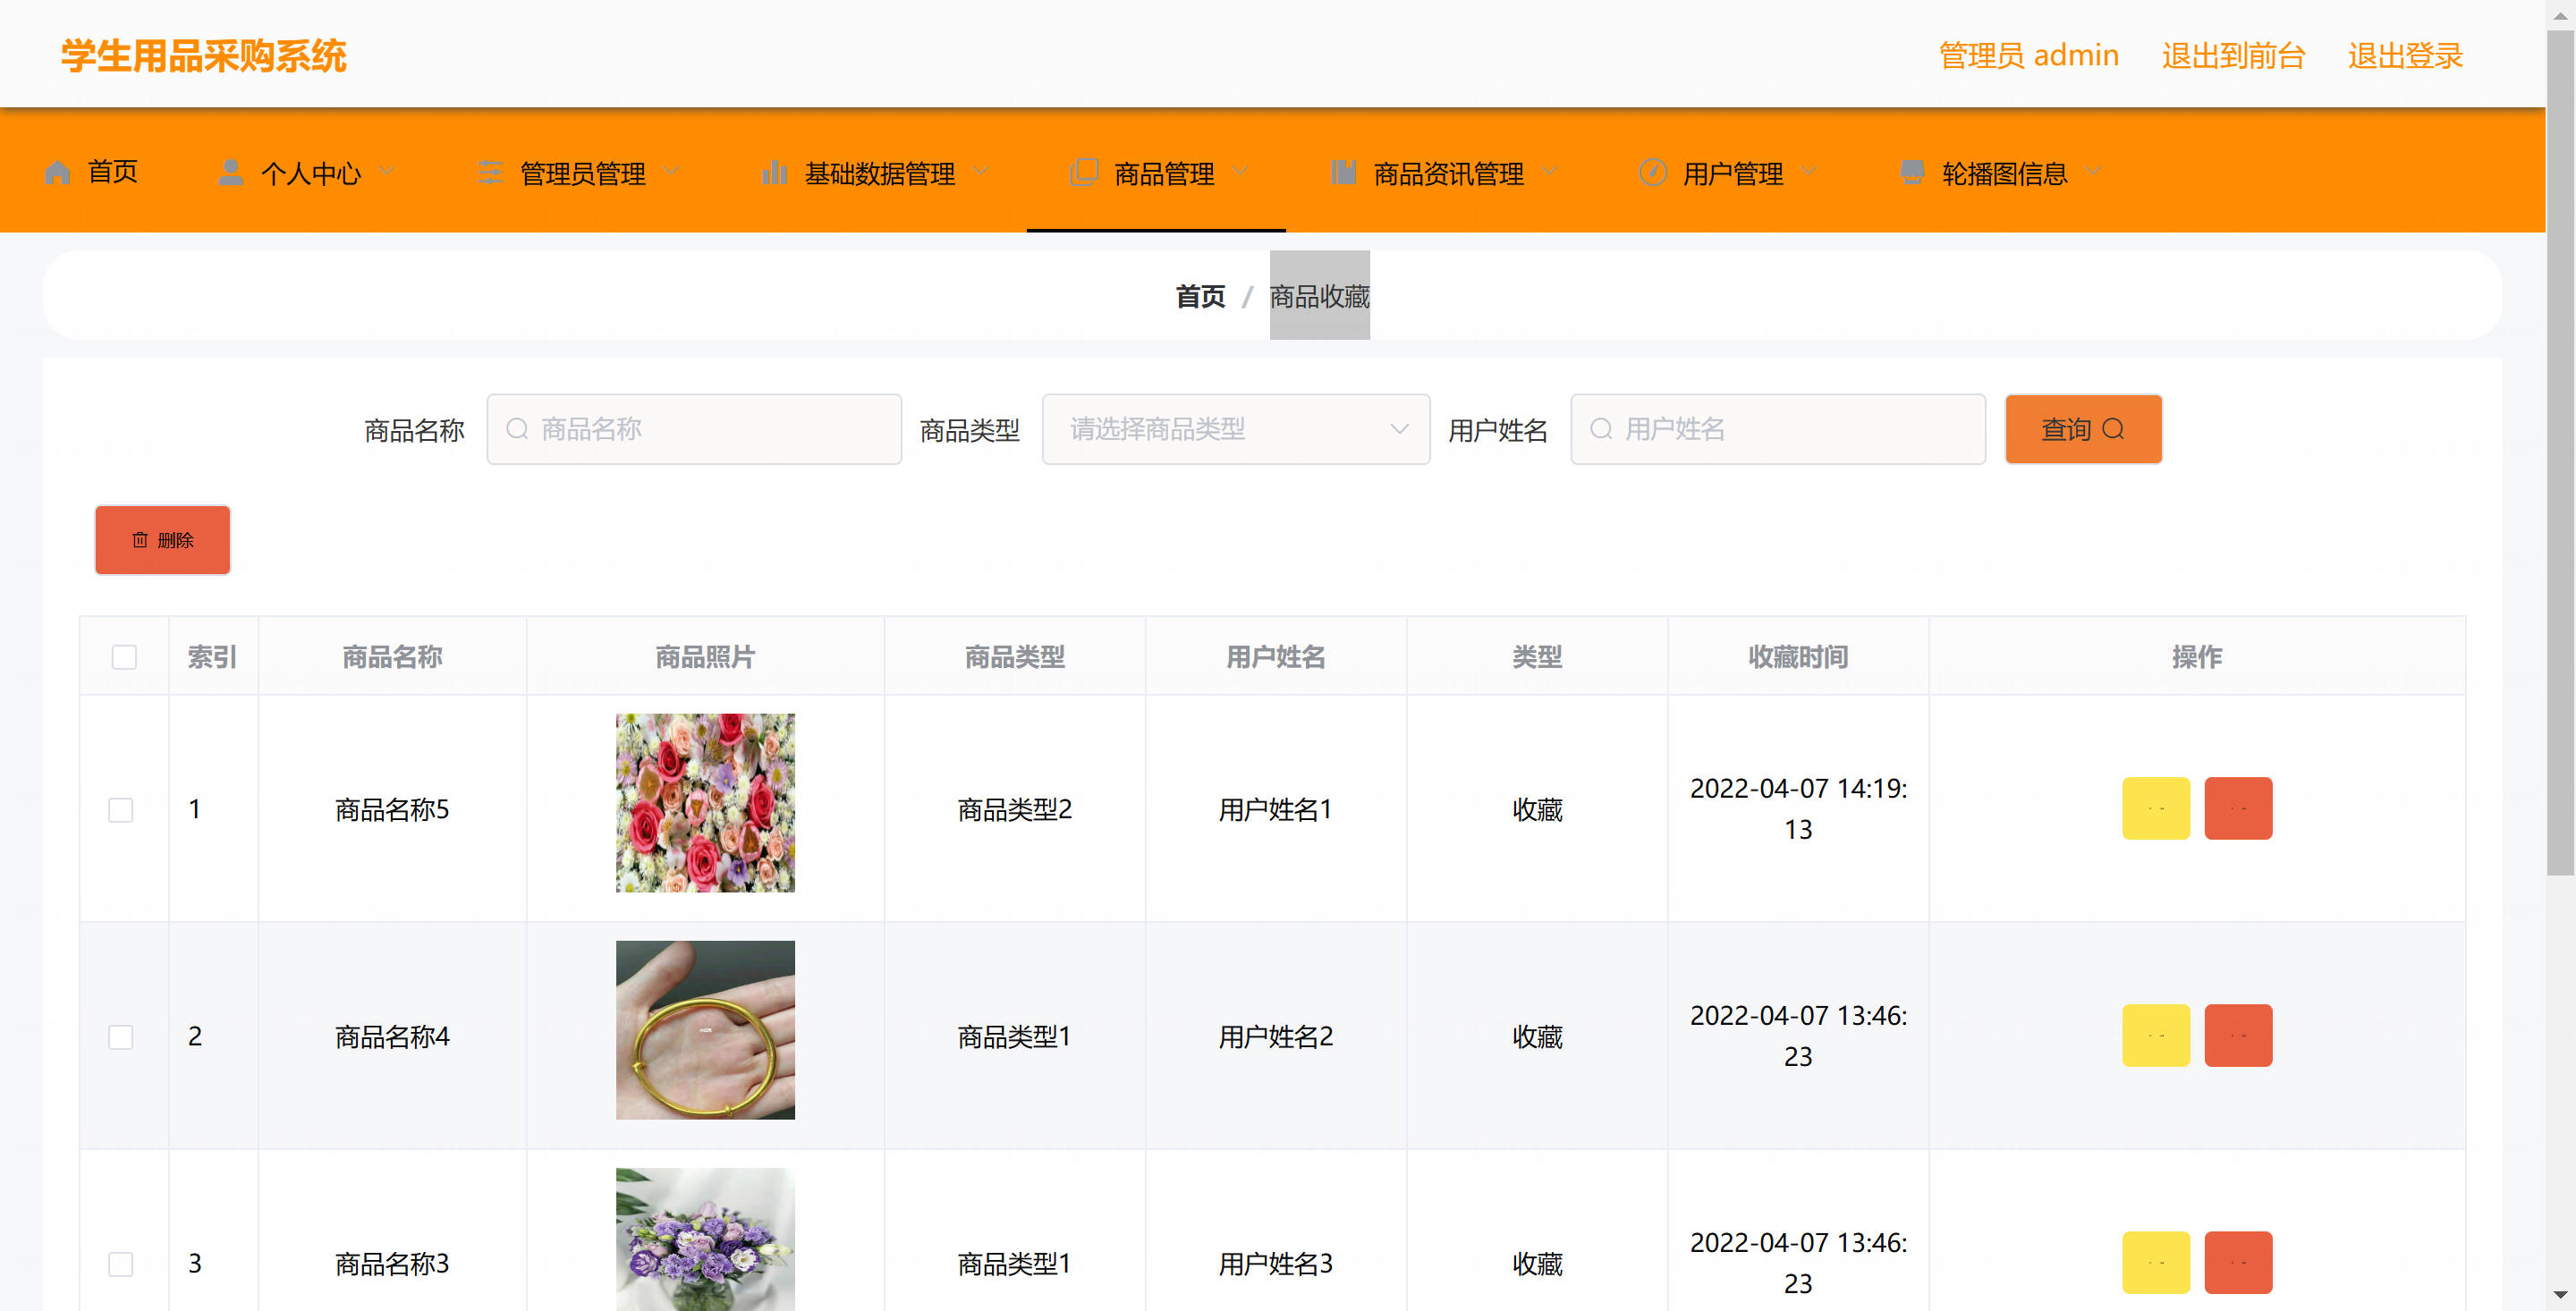 学生用品采购系统
管理员 admin 退出到前台 退出登录
首页 个人中心 管理员管理 基础数据管理 商品管理 商品资讯管理 用户管理 轮播图信息
首页 / 商品收藏
商品名称 商品名称 商品类型 请选择商品类型 用户姓名 用户姓名 查询
删除
索引 商品名称 商品照片 商品类型 用户姓名 类型 收藏时间 操作
1 商品名称5 商品类型2 用户姓名1 收藏 2022-04-07 14:19:
13
2 商品名称4 商品类型1 用户姓名2 收藏 2022-04-07 13:46:
23
3 商品名称3 商品类型1 用户姓名3 收藏 2022-04-07 13:46:
23